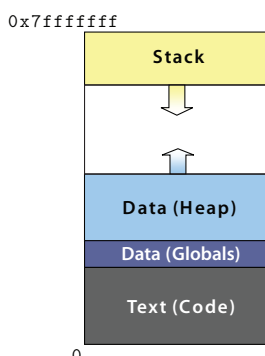 0x7fffffff
Stack
Data (Heap)
Data (Globals)
Text (Code)
0